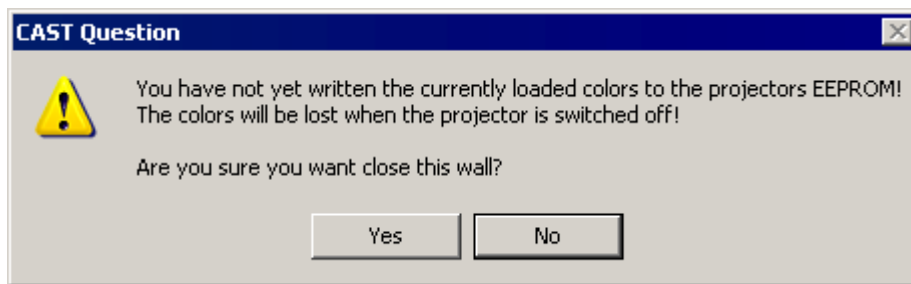 CAST Question
You have not yet written the currently loaded colors to the projectors EEPROM!
The colors will be lost when the projector is switched off!
Are you sure you want close this wall?
Yes
No